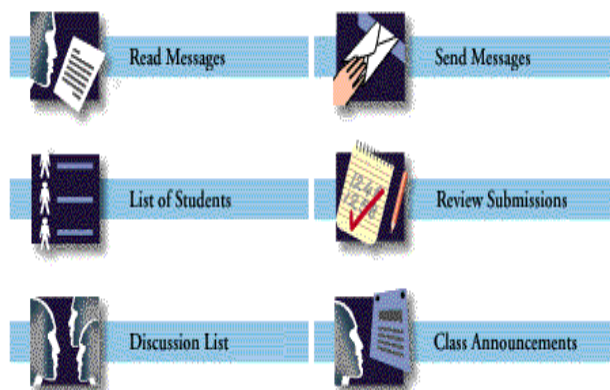 Read Messages
Send Messages
List of Students
Review Submissions
Discussion List
Class Announcements